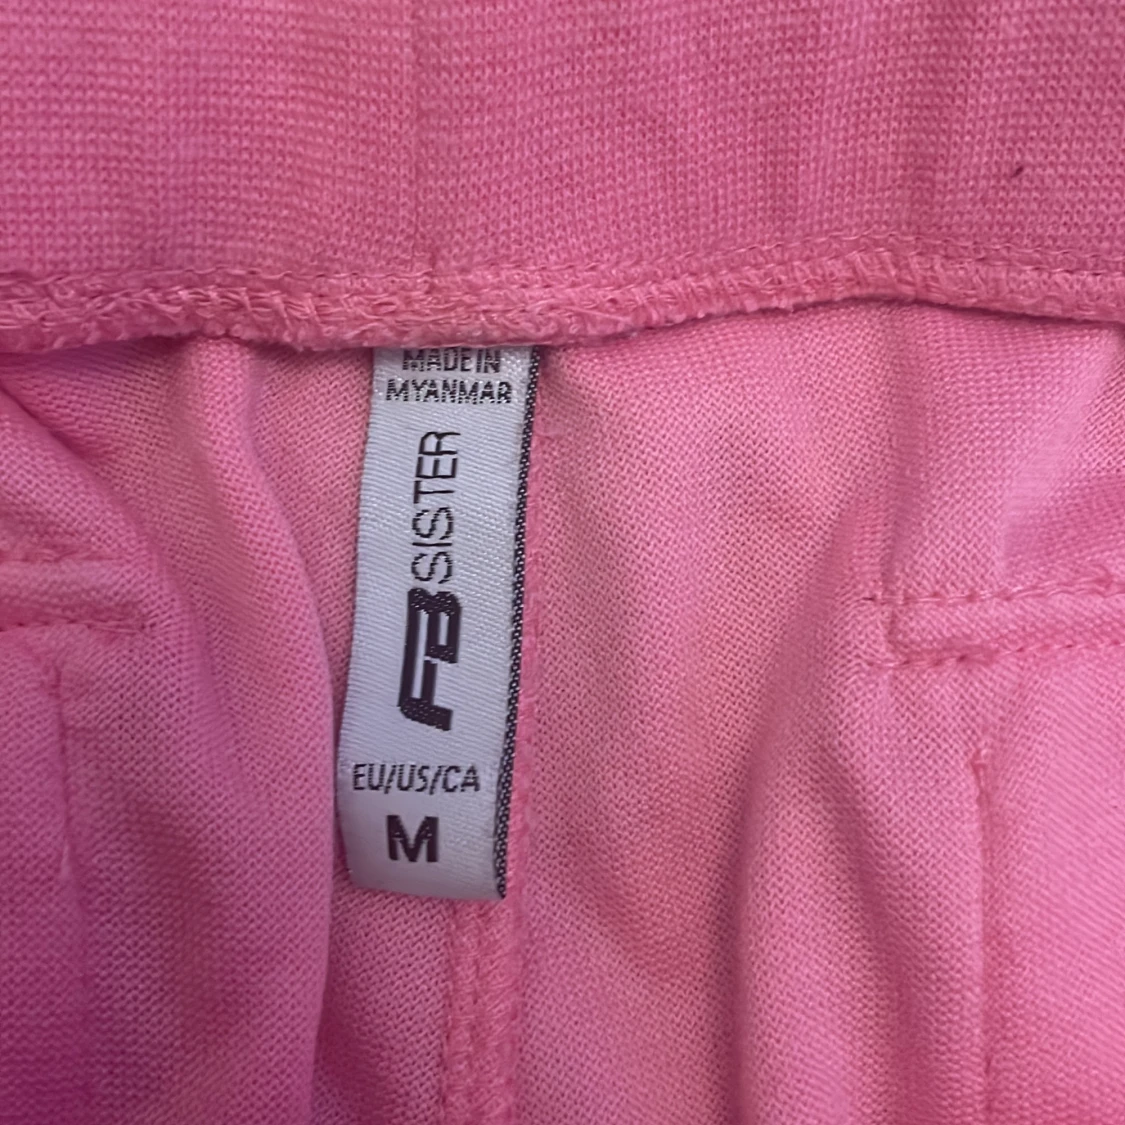 MADE IN
MYANMAR
FB SISTER
EU/US/CA
M